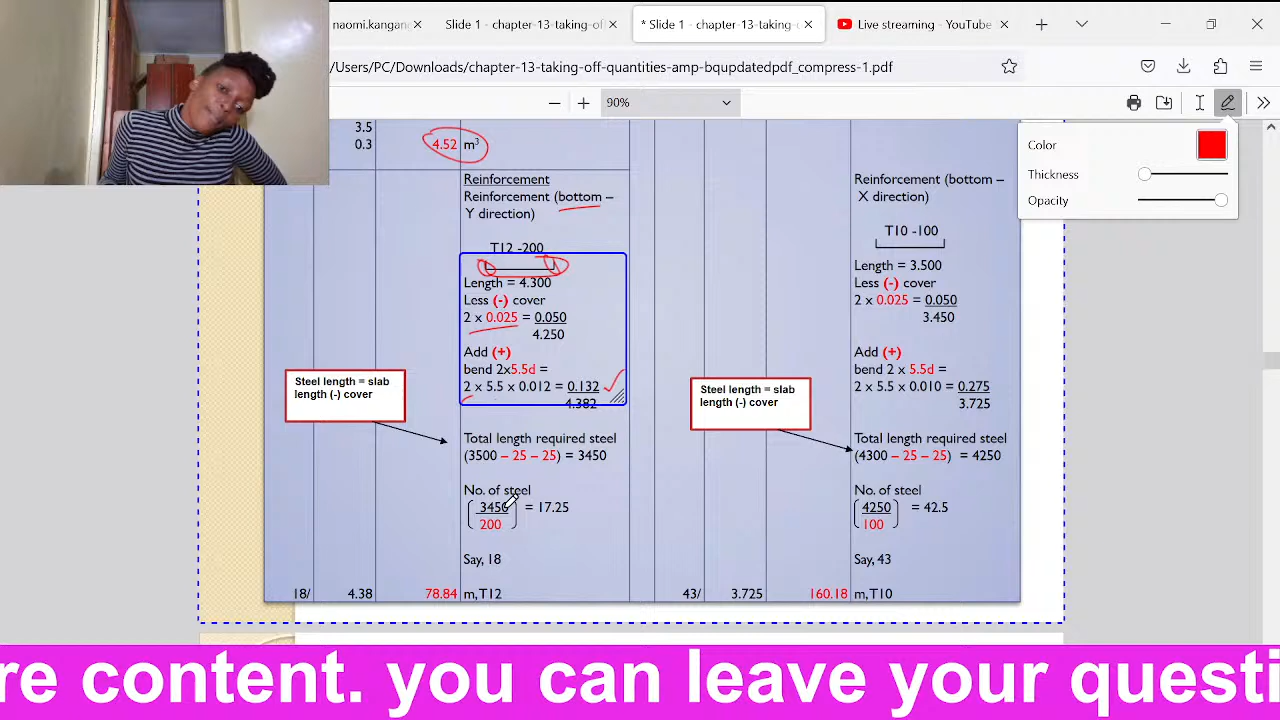 naomi.kangane
Slide 1 - chapter-13-taking-of
* Slide 1 - chapter-13-taking-
Live streaming - YouTube
/Users/PC/Downloads/chapter-13-taking-off-quantities-amp-bqupdatedpdf_compress-1.pdf
90%
Color
Thickness
Opacity
3.5
0.3
4.52 m³
Reinforcement
Reinforcement (bottom –
Y direction)
T12 -200
Length = 4.300
Less (-) cover
2 x 0.025 = 0.050
4.250
Add (+)
bend 2x5.5d =
2 x 5.5 x 0.012 = 0.132
4.382
Steel length = slab
length (-) cover
Total length required steel
(3500 – 25 – 25) = 3450
No. of steel
3450
200
= 17.25
Say, 18
18/ 4.38 78.84 m, T12
Reinforcement (bottom –
X direction)
T10 -100
Length = 3.500
Less (-) cover
2 x 0.025 = 0.050
3.450
Add (+)
bend 2 x 5.5d =
2 x 5.5 x 0.010 = 0.275
3.725
Steel length = slab
length (-) cover
Total length required steel
(4300 – 25 – 25) = 4250
No. of steel
4250
100
= 42.5
Say, 43
43/ 3.725 160.18 m, T10
re content. you can leave your questi